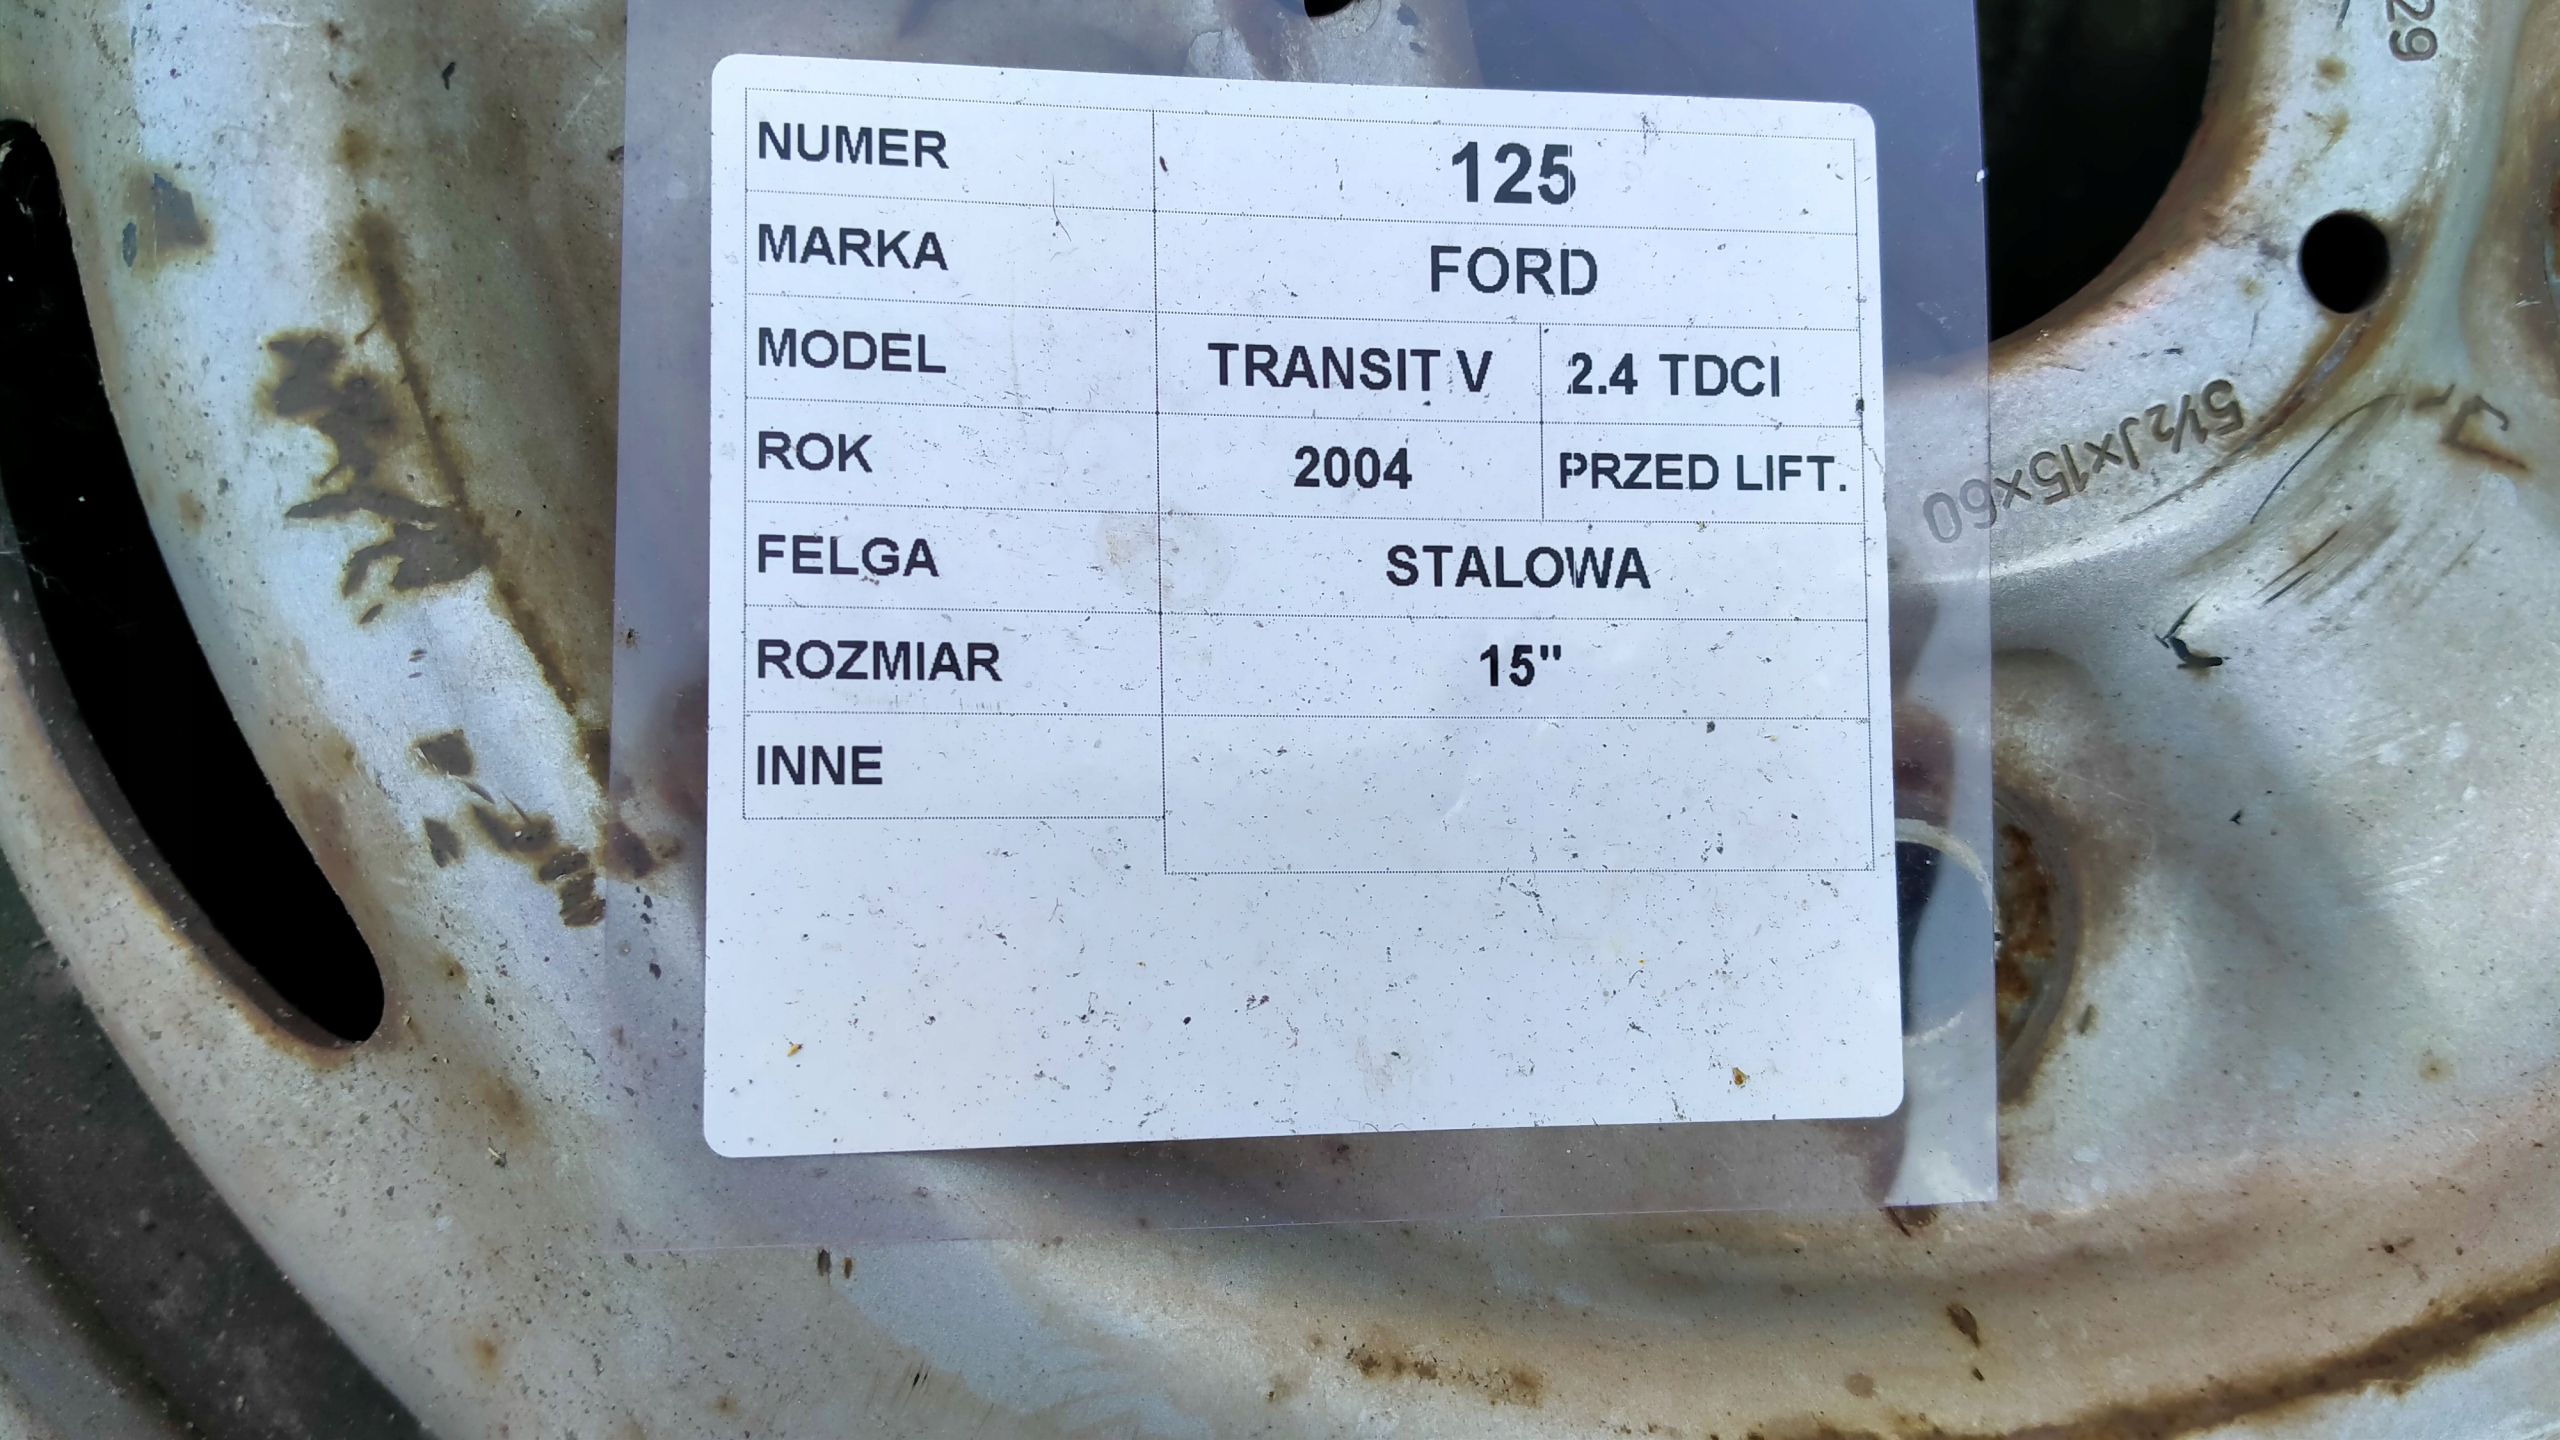 29
NUMER 125
MARKA FORD
MODEL TRANSIT V 2.4 TDCI
ROK 2004 PRZED LIFT.
FELGA STALOWA
ROZMIAR 15"
INNE
5½Jx15x60